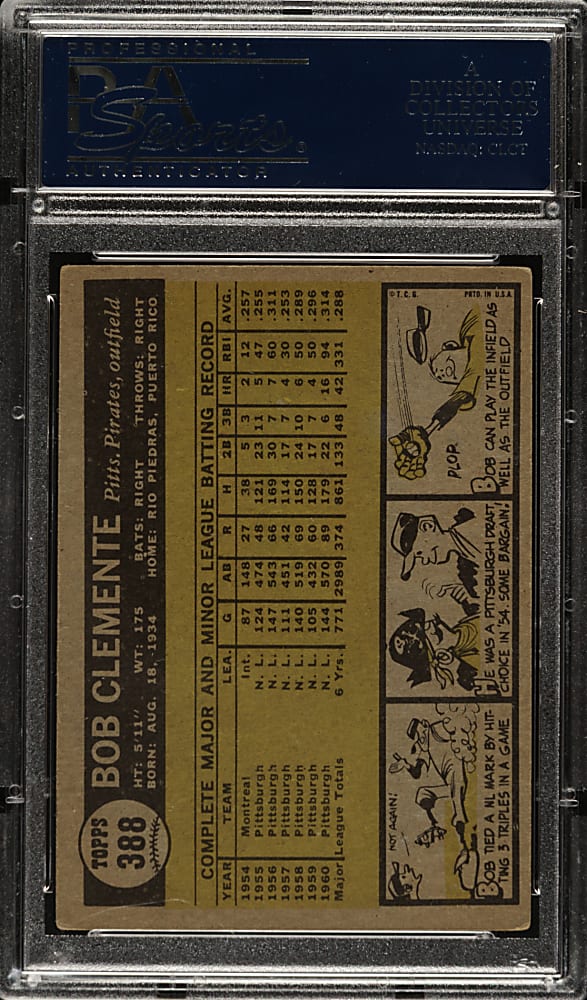 PROFESSIONAL
PSA
Sports
AUTHENTICATOR
A
DIVISION OF
COLLECTORS
UNIVERSE
NASDAQ: CLCT
TOPPS
388
BOB CLEMENTE Pitts. Pirates, outfield
HT: 5'11" WT: 175 BATS: RIGHT THROWS: RIGHT
BORN: AUG. 18, 1934 HOME: RIO PIEDRAS, PUERTO RICO
COMPLETE MAJOR AND MINOR LEAGUE BATTING RECORD
YEAR TEAM LEA. G AB R H 2B 3B HR RBI AVG.
1954 Montreal Int. 87 148 27 38 5 3 2 12 .257
1955 Pittsburgh N. L. 124 474 48 121 23 11 5 47 .255
1956 Pittsburgh N. L. 147 543 66 169 30 7 7 60 .311
1957 Pittsburgh N. L. 111 451 42 114 17 7 4 30 .253
1958 Pittsburgh N. L. 140 519 69 150 24 10 6 50 .289
1959 Pittsburgh N. L. 105 432 60 128 17 7 4 50 .296
1960 Pittsburgh N. L. 144 570 89 179 22 6 16 94 .314
Major League Totals 6 Yrs. 771 2989 374 861 133 48 42 331 .288
NOT AGAIN!
BOB TIED A NL MARK BY HIT-
TING 3 TRIPLES IN A GAME
HE WAS A PITTSBURGH DRAFT
CHOICE IN '54. SOME BARGAIN!
© T. C. G. PRTD. IN U.S.A.
PLOP
BOB CAN PLAY THE INFIELD AS
WELL AS THE OUTFIELD